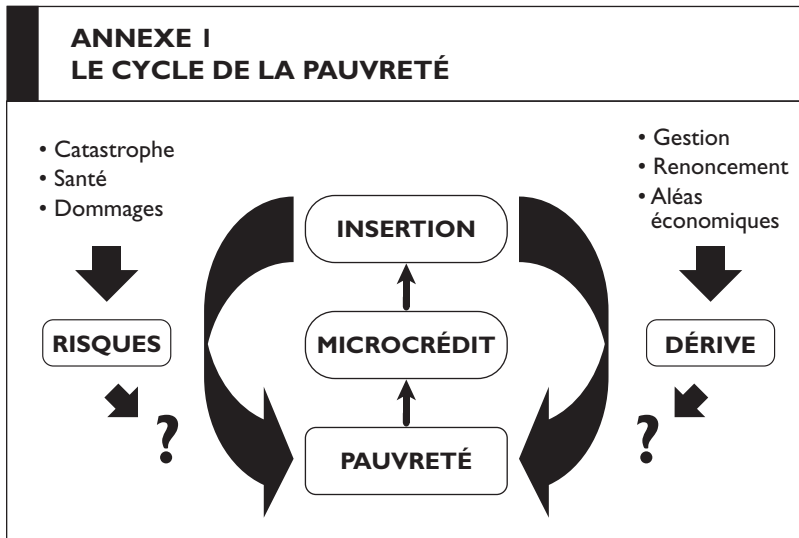 ANNEXE 1
LE CYCLE DE LA PAUVRETÉ
• Catastrophe
• Santé
• Dommages
• Gestion
• Renoncement
• Aléas
économiques
INSERTION
RISQUES
MICROCRÉDIT
DÉRIVE
?
?
PAUVRETÉ